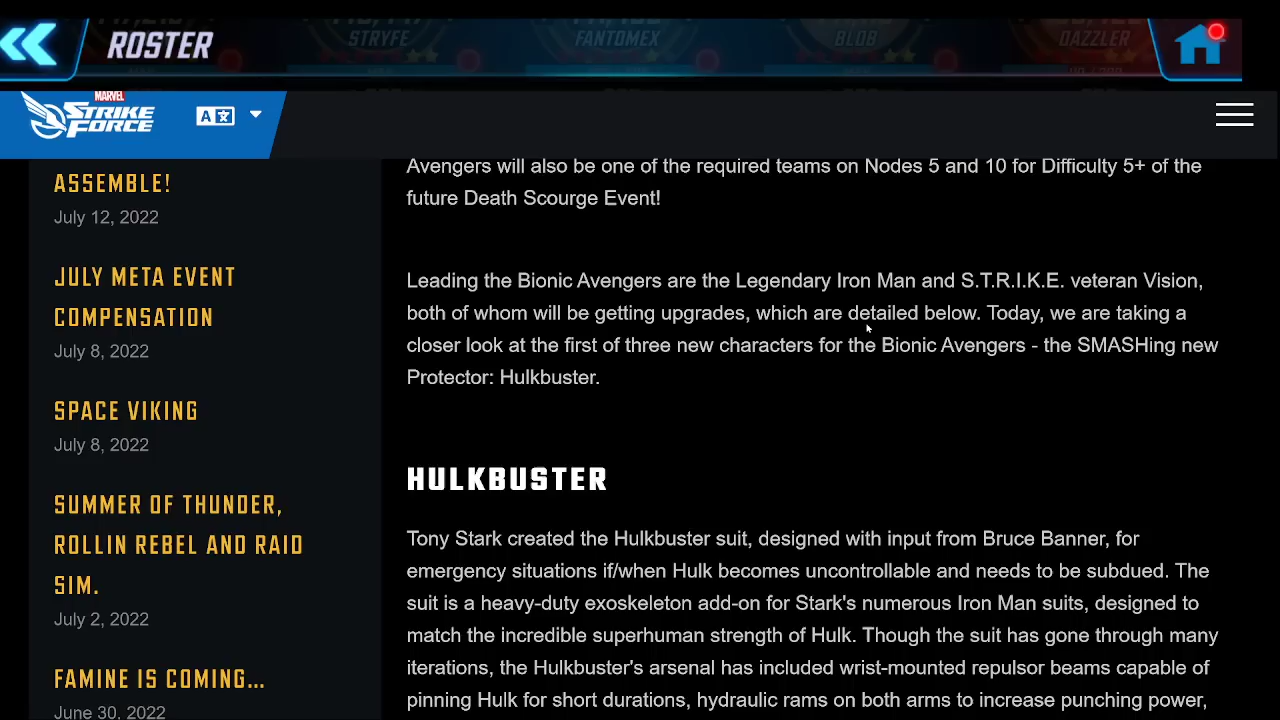 STRYFE
FANTOMEX
BLOB
DAZZLER
ROSTER
MARVEL
STRIKE
FORCE
A
ASSEMBLE!
July 12, 2022
JULY META EVENT
COMPENSATION
July 8, 2022
SPACE VIKING
July 8, 2022
SUMMER OF THUNDER,
ROLLIN REBEL AND RAID
SIM.
July 2, 2022
FAMINE IS COMING...
June 30, 2022
Avengers will also be one of the required teams on Nodes 5 and 10 for Difficulty 5+ of the
future Death Scourge Event!
Leading the Bionic Avengers are the Legendary Iron Man and S.T.R.I.K.E. veteran Vision,
both of whom will be getting upgrades, which are detailed below. Today, we are taking a
closer look at the first of three new characters for the Bionic Avengers - the SMASHing new
Protector: Hulkbuster.
HULKBUSTER
Tony Stark created the Hulkbuster suit, designed with input from Bruce Banner, for
emergency situations if/when Hulk becomes uncontrollable and needs to be subdued. The
suit is a heavy-duty exoskeleton add-on for Stark's numerous Iron Man suits, designed to
match the incredible superhuman strength of Hulk. Though the suit has gone through many
iterations, the Hulkbuster's arsenal has included wrist-mounted repulsor beams capable of
pinning Hulk for short durations, hydraulic rams on both arms to increase punching power,